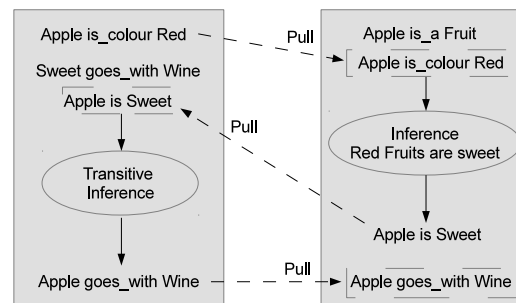 Apple is_colour Red
Sweet goes_with Wine
Apple is Sweet
Transitive
Inference
Apple goes_with Wine
Pull
Pull
Pull
Apple is_a Fruit
Apple is_colour Red
Inference
Red Fruits are sweet
Apple is Sweet
Apple goes_with Wine